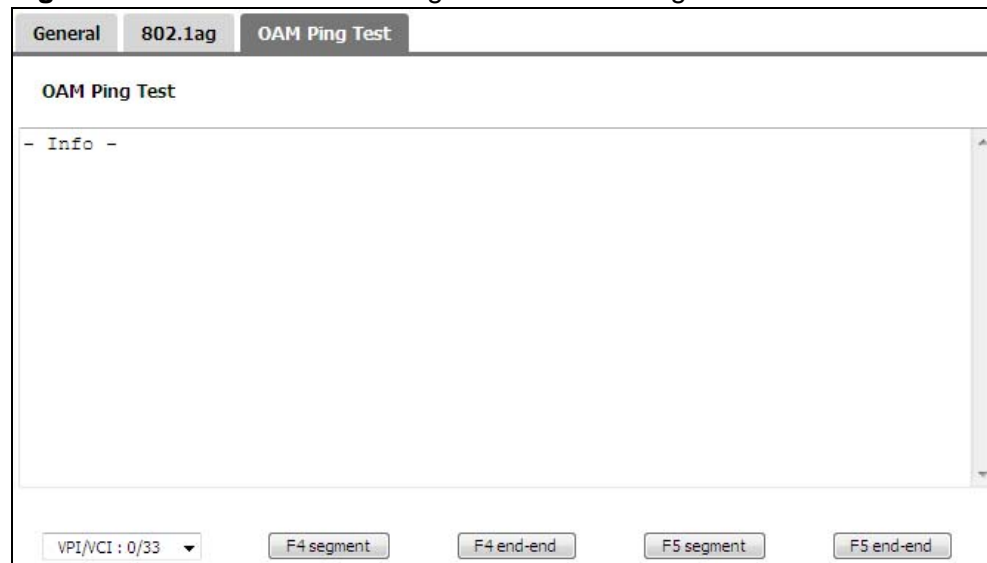 General 802.1ag OAM Ping Test
OAM Ping Test
- Info -
VPI/VCI : 0/33 F4 segment F4 end-end F5 segment F5 end-end